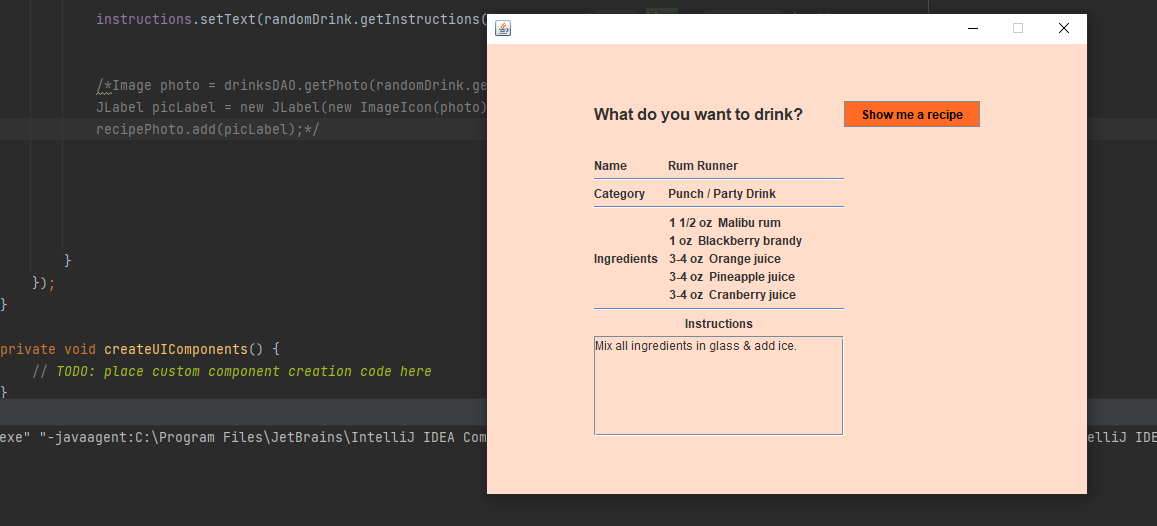 instructions.setText(randomDrink.getInstructions(
/*Image photo = drinksDAO.getPhoto(randomDrink.ge
JLabel picLabel = new JLabel(new ImageIcon(photo)
recipePhoto.add(picLabel);*/
}
});
}
private void createUIComponents() {
// TODO: place custom component creation code here
}
exe" "-javaagent:C:\Program Files\JetBrains\IntelliJ IDEA Com
elliJ IDE
What do you want to drink?
Show me a recipe
Name Rum Runner
Category Punch / Party Drink
Ingredients
1 1/2 oz Malibu rum
1 oz Blackberry brandy
3-4 oz Orange juice
3-4 oz Pineapple juice
3-4 oz Cranberry juice
Instructions
Mix all ingredients in glass & add ice.